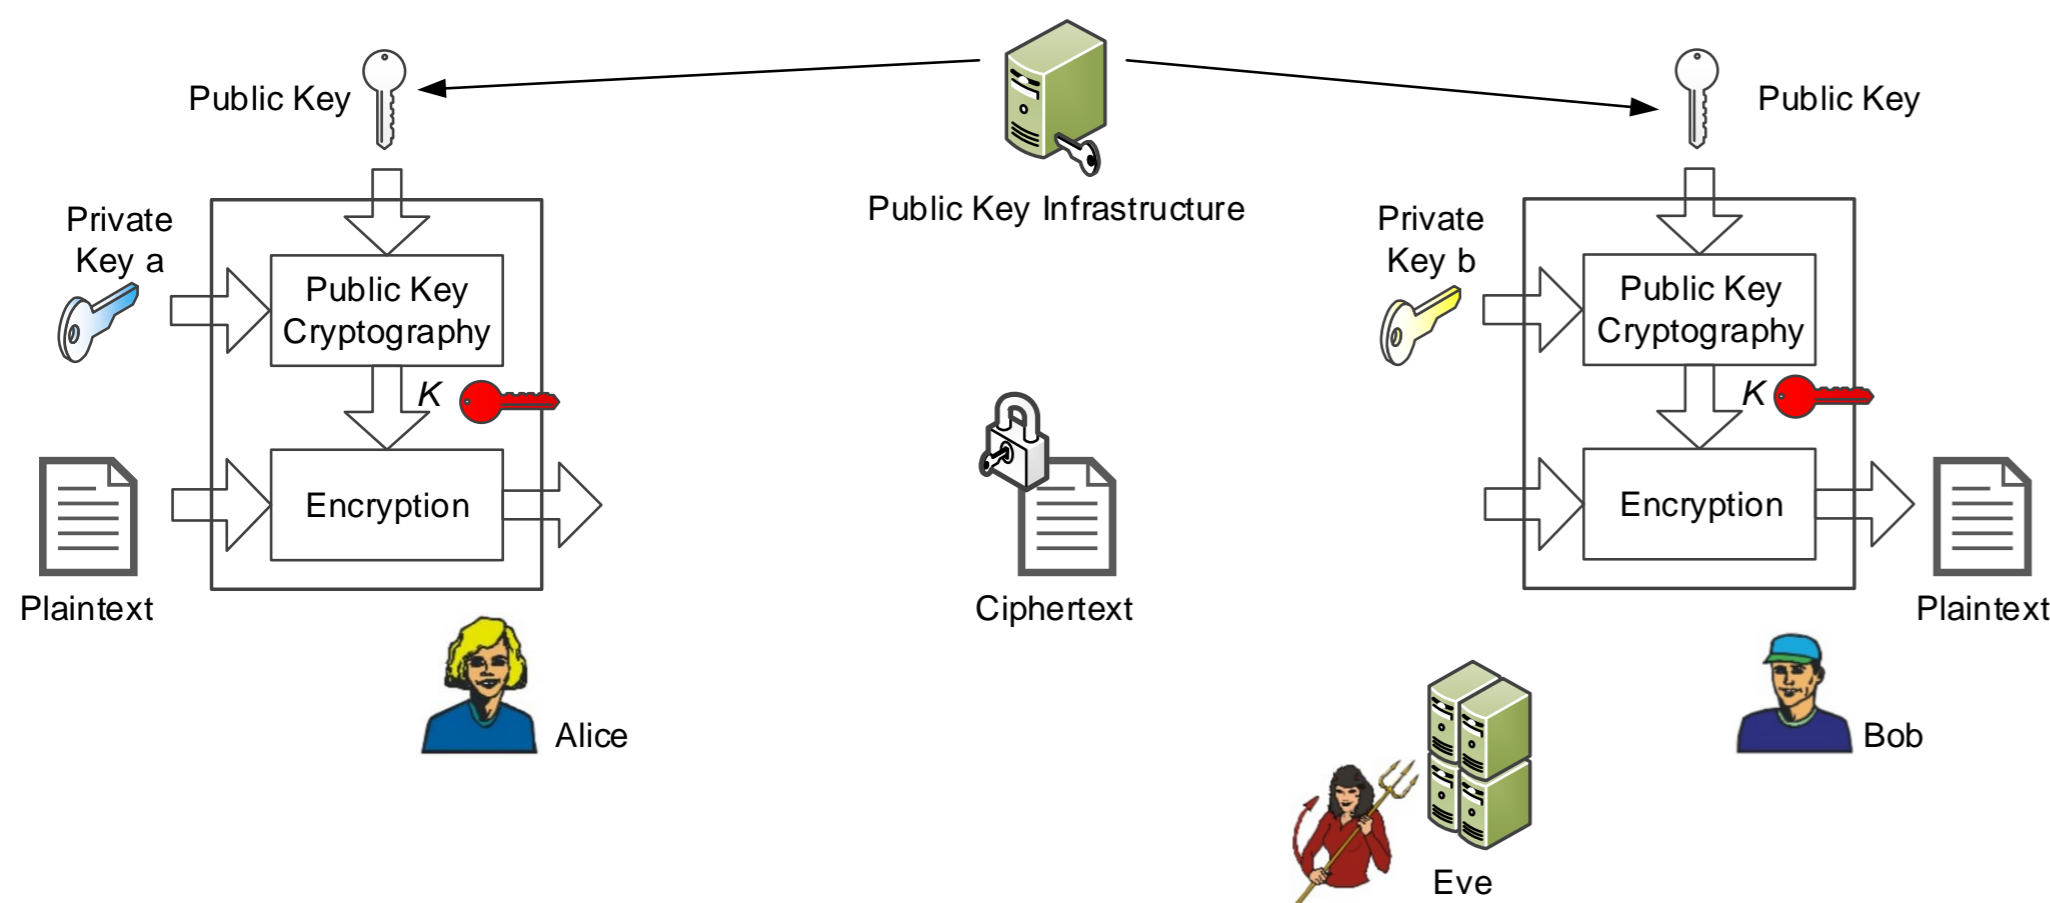 Public Key
Public Key
Public Key Infrastructure
Private
Key a
Private
Key b
Public Key
Cryptography
Public Key
Cryptography
K
K
Encryption
Encryption
Plaintext
Ciphertext
Plaintext
Alice
Bob
Eve